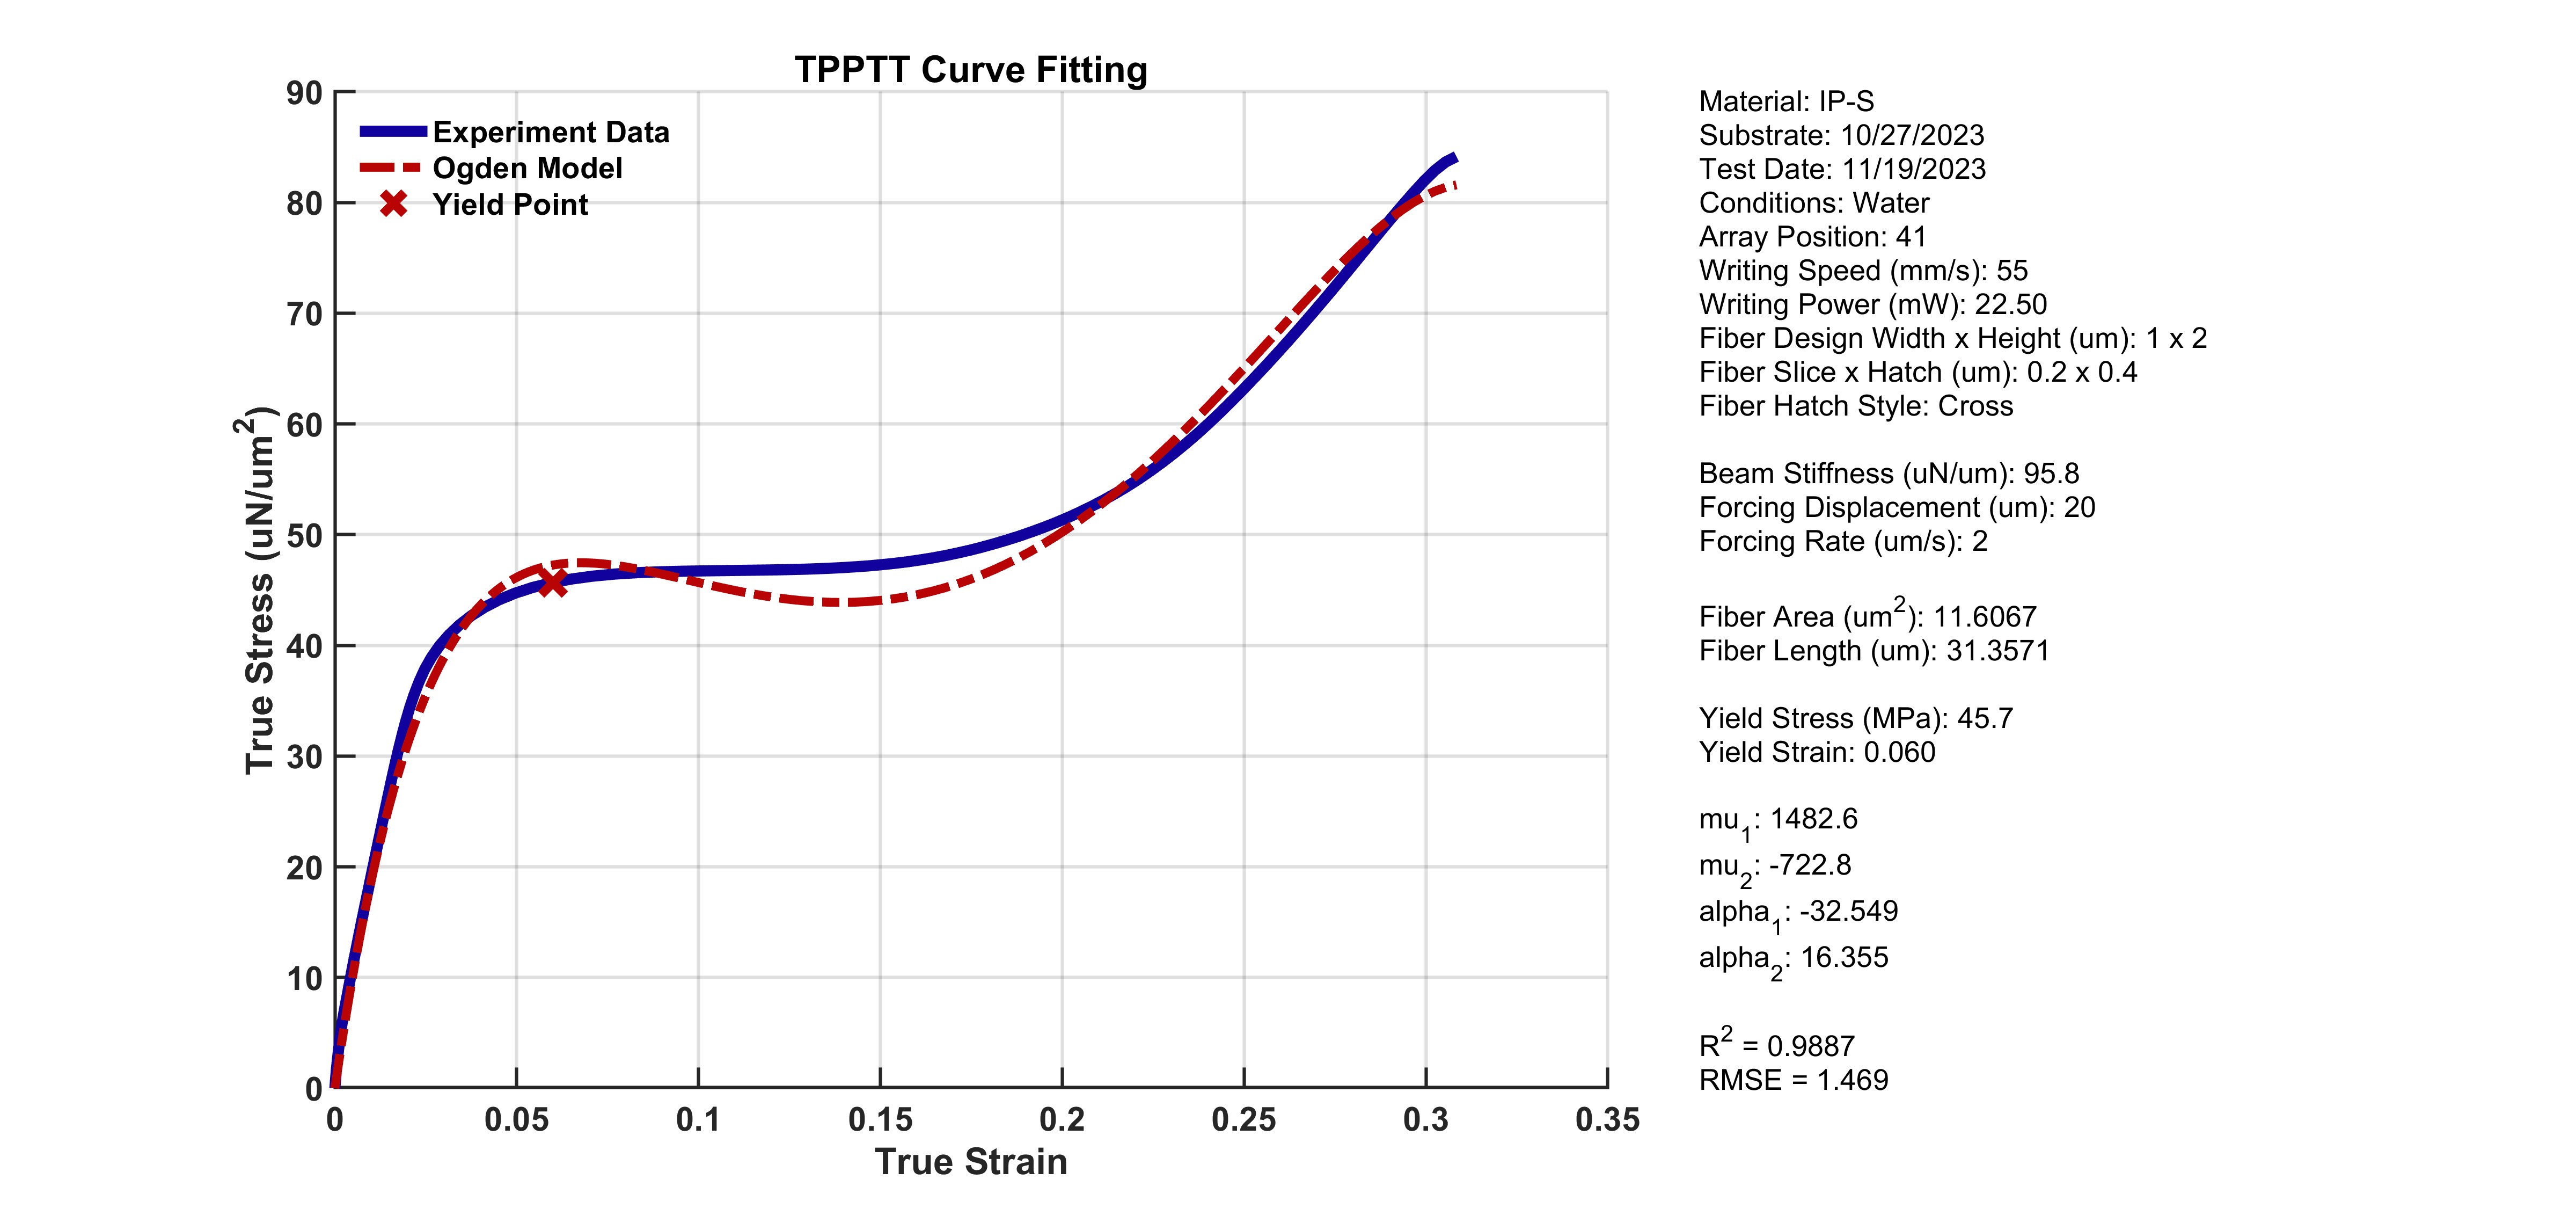 TPPTT Curve Fitting
Experiment Data
Ogden Model
Yield Point
90
80
70
60
50
40
30
20
10
0
True Stress (uN/um²)
0
0.05
0.1
0.15
0.2
0.25
0.3
0.35
True Strain
Material: IP-S
Substrate: 10/27/2023
Test Date: 11/19/2023
Conditions: Water
Array Position: 41
Writing Speed (mm/s): 55
Writing Power (mW): 22.50
Fiber Design Width x Height (um): 1 x 2
Fiber Slice x Hatch (um): 0.2 x 0.4
Fiber Hatch Style: Cross
Beam Stiffness (uN/um): 95.8
Forcing Displacement (um): 20
Forcing Rate (um/s): 2
Fiber Area (um²): 11.6067
Fiber Length (um): 31.3571
Yield Stress (MPa): 45.7
Yield Strain: 0.060
mu₁: 1482.6
mu₂: -722.8
alpha₁: -32.549
alpha₂: 16.355
R² = 0.9887
RMSE = 1.469